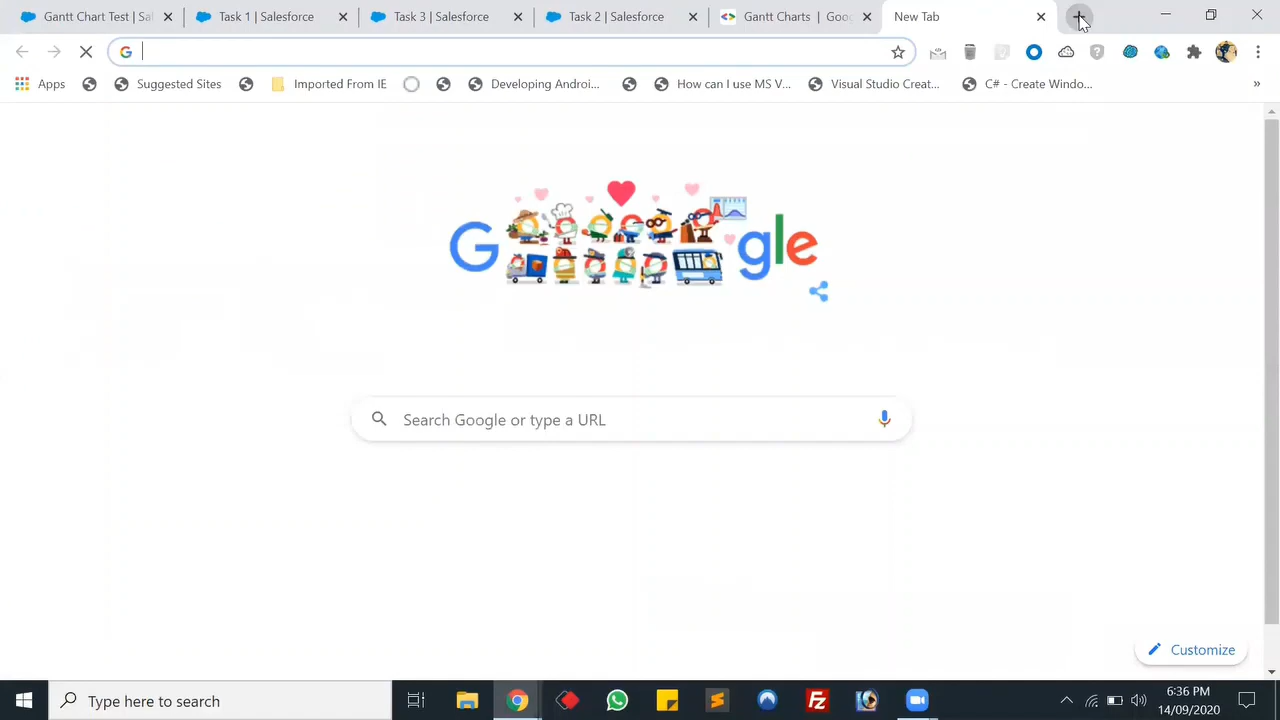 Gantt Chart Test | Sal
Task 1 | Salesforce
Task 3 | Salesforce
Task 2 | Salesforce
Gantt Charts | Goo
New Tab
Apps
Suggested Sites
Imported From IE
Developing Androi...
How can I use MS V...
Visual Studio Creat...
C# - Create Windo...
»
G gle
Search Google or type a URL
Customize
Type here to search
6:36 PM
14/09/2020